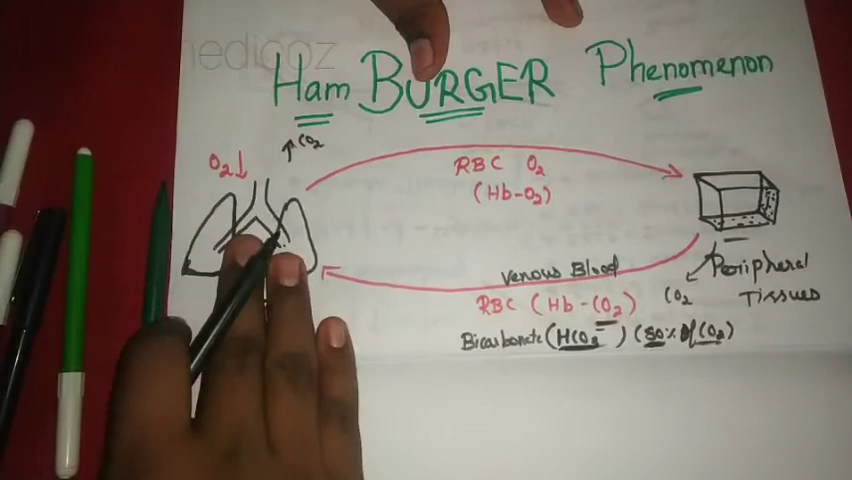 medicoz
Ham BURGER Phenomenon
O2↓
↑CO2
RBC O2
(Hb-O2)
Venous Blood
RBC (Hb-CO2)
Bicarbonate (HCO3-) (80% of CO2)
CO2
Peripheral
Tissues